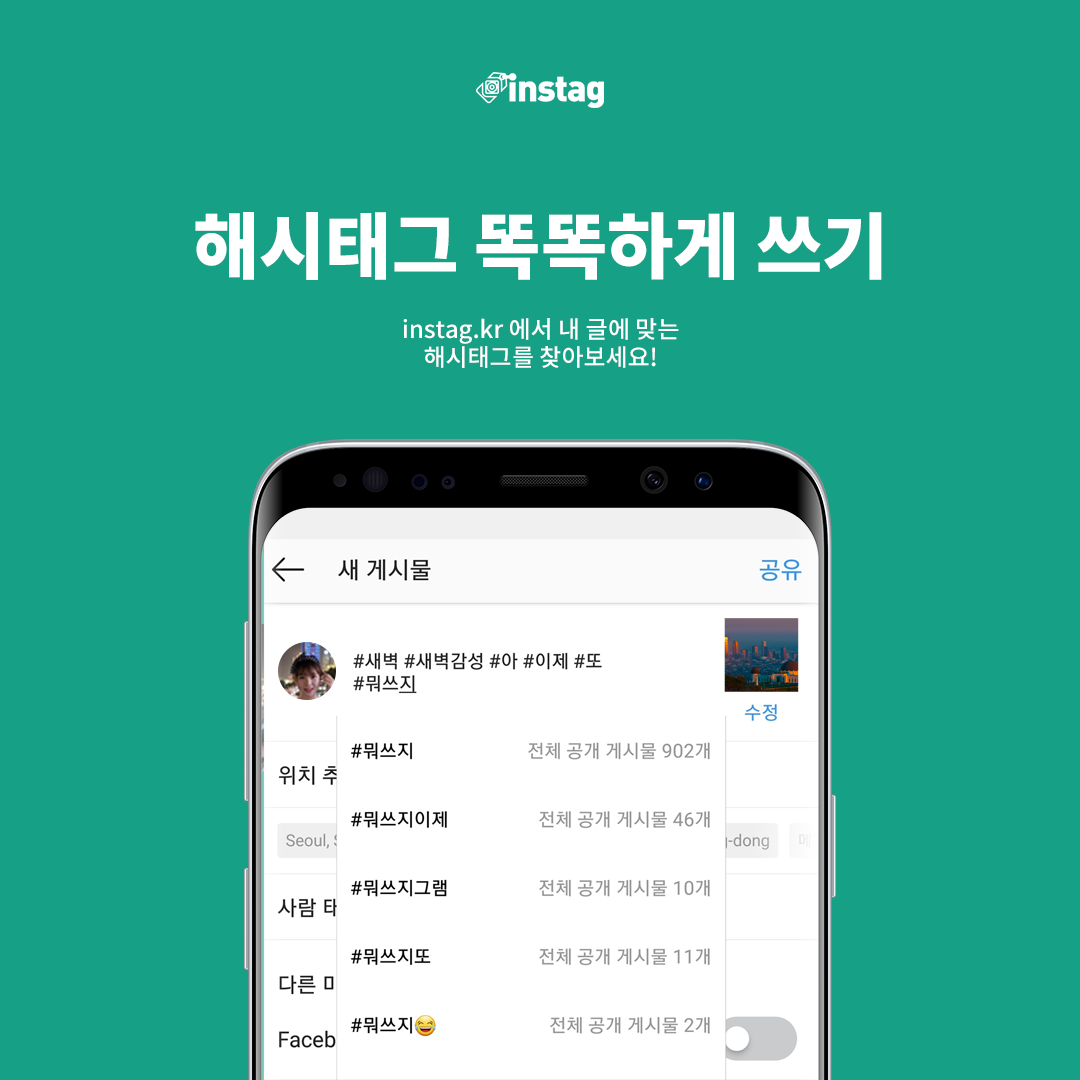 instag
해시태그 똑똑하게 쓰기
instag.kr 에서 내 글에 맞는
해시태그를 찾아보세요!
새 게시물 공유
#새벽 #새벽감성 #아 #이제 #또
#뭐쓰지
수정
#뭐쓰지 전체 공개 게시물 902개
위치
#뭐쓰지이제 전체 공개 게시물 46개
Seoul, -dong
#뭐쓰지그램 전체 공개 게시물 10개
사람
#뭐쓰지또 전체 공개 게시물 11개
다른
#뭐쓰지😆 전체 공개 게시물 2개
Faceb